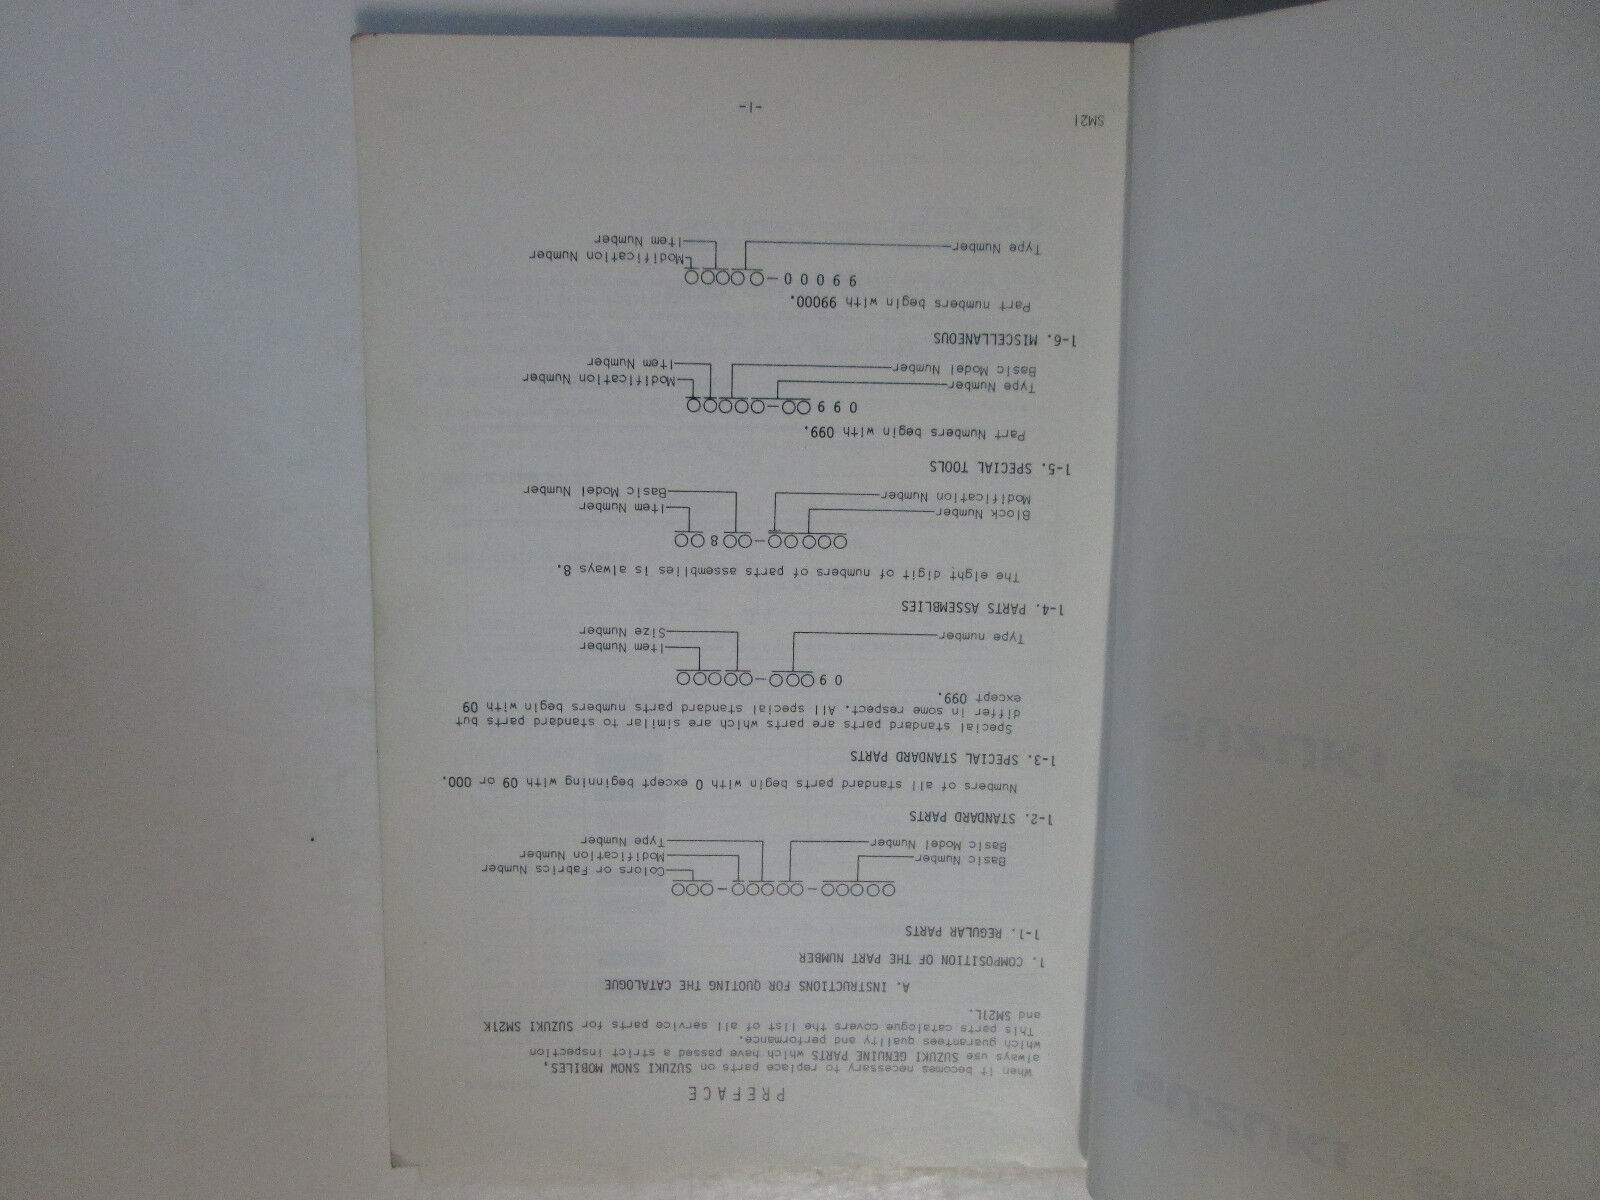 PREFACE
When it becomes necessary to replace parts on SUZUKI SNOW MOBILES,
always use SUZUKI GENUINE PARTS which have passed a strict inspection
which guarantees quality and performance.
This parts catalogue covers the list of all service parts for SUZUKI SM21K
and SM21L.
A. INSTRUCTIONS FOR QUOTING THE CATALOGUE
1. COMPOSITION OF THE PART NUMBER
1-1. REGULAR PARTS
○○○○○-○○○○○-○○○
Basic Number
Colors or Fabrics Number
Basic Model Number
Modification Number
Type Number
1-2. STANDARD PARTS
Numbers of all standard parts begin with 0 except beginning with 09 or 000.
1-3. SPECIAL STANDARD PARTS
Special standard parts are parts which are similar to standard parts but
differ in some respect. All special standard parts numbers begin with 09
except 099.
0 9 ○○○-○○○○○
Type number
Item Number
Size Number
1-4. PARTS ASSEMBLIES
The eight digit of numbers of parts assemblies is always 8.
○○○○○-○○ 8 ○○
Block Number
Item Number
Modification Number
Basic Model Number
1-5. SPECIAL TOOLS
Part Numbers begin with 099.
0 9 9 ○○-○○○○○
Type Number
Modification Number
Basic Model Number
Item Number
1-6. MISCELLANEOUS
Part numbers begin with 99000.
9 9 0 0 0-○○○○○
Modification Number
Type Number
Item Number
SM21
-1-